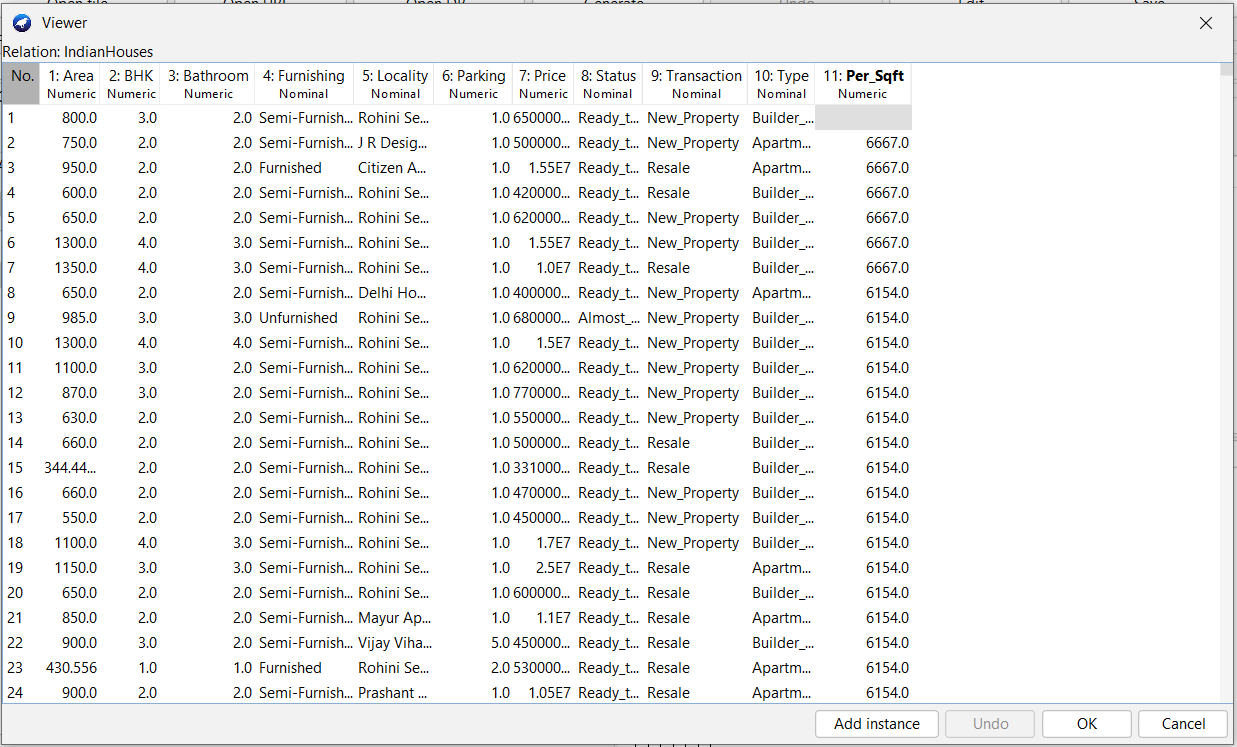 Viewer
Relation: IndianHouses
No. 1: Area 2: BHK 3: Bathroom 4: Furnishing 5: Locality 6: Parking 7: Price 8: Status 9: Transaction 10: Type 11: Per_Sqft
Numeric Numeric Numeric Nominal Nominal Numeric Numeric Nominal Nominal Nominal Numeric
1 800.0 3.0 2.0 Semi-Furnish... Rohini Se... 1.0 650000... Ready_t... New_Property Builder_...
2 750.0 2.0 2.0 Semi-Furnish... J R Desig... 1.0 500000... Ready_t... New_Property Apartm... 6667.0
3 950.0 2.0 2.0 Furnished Citizen A... 1.0 1.55E7 Ready_t... Resale Apartm... 6667.0
4 600.0 2.0 2.0 Semi-Furnish... Rohini Se... 1.0 420000... Ready_t... Resale Builder_... 6667.0
5 650.0 2.0 2.0 Semi-Furnish... Rohini Se... 1.0 620000... Ready_t... New_Property Builder_... 6667.0
6 1300.0 4.0 3.0 Semi-Furnish... Rohini Se... 1.0 1.55E7 Ready_t... New_Property Builder_... 6667.0
7 1350.0 4.0 3.0 Semi-Furnish... Rohini Se... 1.0 1.0E7 Ready_t... Resale Builder_... 6667.0
8 650.0 2.0 2.0 Semi-Furnish... Delhi Ho... 1.0 400000... Ready_t... New_Property Apartm... 6154.0
9 985.0 3.0 3.0 Unfurnished Rohini Se... 1.0 680000... Almost_... New_Property Builder_... 6154.0
10 1300.0 4.0 4.0 Semi-Furnish... Rohini Se... 1.0 1.5E7 Ready_t... New_Property Builder_... 6154.0
11 1100.0 3.0 2.0 Semi-Furnish... Rohini Se... 1.0 620000... Ready_t... New_Property Builder_... 6154.0
12 870.0 3.0 2.0 Semi-Furnish... Rohini Se... 1.0 770000... Ready_t... New_Property Builder_... 6154.0
13 630.0 2.0 2.0 Semi-Furnish... Rohini Se... 1.0 550000... Ready_t... New_Property Builder_... 6154.0
14 660.0 2.0 2.0 Semi-Furnish... Rohini Se... 1.0 500000... Ready_t... Resale Builder_... 6154.0
15 344.44... 2.0 2.0 Semi-Furnish... Rohini Se... 1.0 331000... Ready_t... Resale Builder_... 6154.0
16 660.0 2.0 2.0 Semi-Furnish... Rohini Se... 1.0 470000... Ready_t... New_Property Builder_... 6154.0
17 550.0 2.0 2.0 Semi-Furnish... Rohini Se... 1.0 450000... Ready_t... New_Property Builder_... 6154.0
18 1100.0 4.0 3.0 Semi-Furnish... Rohini Se... 1.0 1.7E7 Ready_t... New_Property Builder_... 6154.0
19 1150.0 3.0 3.0 Semi-Furnish... Rohini Se... 1.0 2.5E7 Ready_t... Resale Apartm... 6154.0
20 650.0 2.0 2.0 Semi-Furnish... Rohini Se... 1.0 600000... Ready_t... Resale Builder_... 6154.0
21 850.0 2.0 2.0 Semi-Furnish... Mayur Ap... 1.0 1.1E7 Ready_t... Resale Apartm... 6154.0
22 900.0 3.0 2.0 Semi-Furnish... Vijay Viha... 5.0 450000... Ready_t... Resale Builder_... 6154.0
23 430.556 1.0 1.0 Furnished Rohini Se... 2.0 530000... Ready_t... Resale Apartm... 6154.0
24 900.0 2.0 2.0 Semi-Furnish... Prashant ... 1.0 1.05E7 Ready_t... Resale Apartm... 6154.0
Add instance Undo OK Cancel